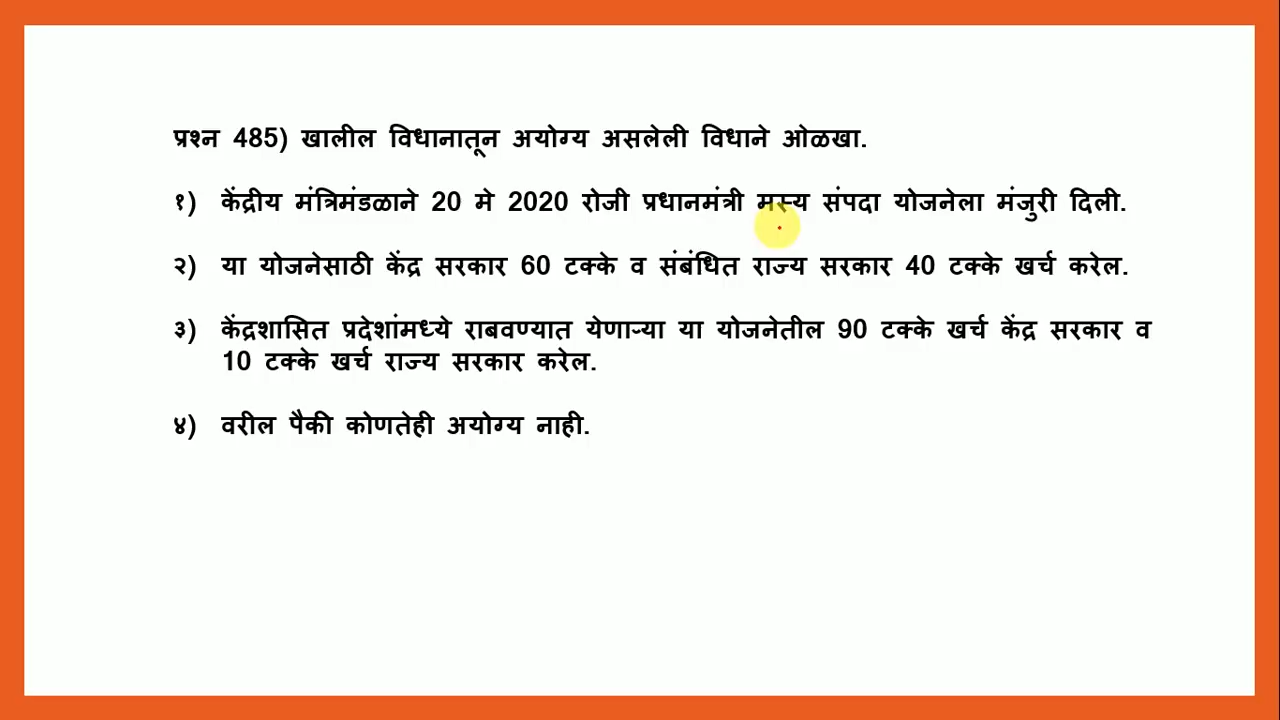 प्रश्न 485) खालील विधानातून अयोग्य असलेली विधाने ओळखा.
१) केंद्रीय मंत्रिमंडळाने 20 मे 2020 रोजी प्रधानमंत्री मस्य संपदा योजनेला मंजुरी दिली.
२) या योजनेसाठी केंद्र सरकार 60 टक्के व संबंधित राज्य सरकार 40 टक्के खर्च करेल.
३) केंद्रशासित प्रदेशांमध्ये राबवण्यात येणाऱ्या या योजनेतील 90 टक्के खर्च केंद्र सरकार व
10 टक्के खर्च राज्य सरकार करेल.
४) वरील पैकी कोणतेही अयोग्य नाही.